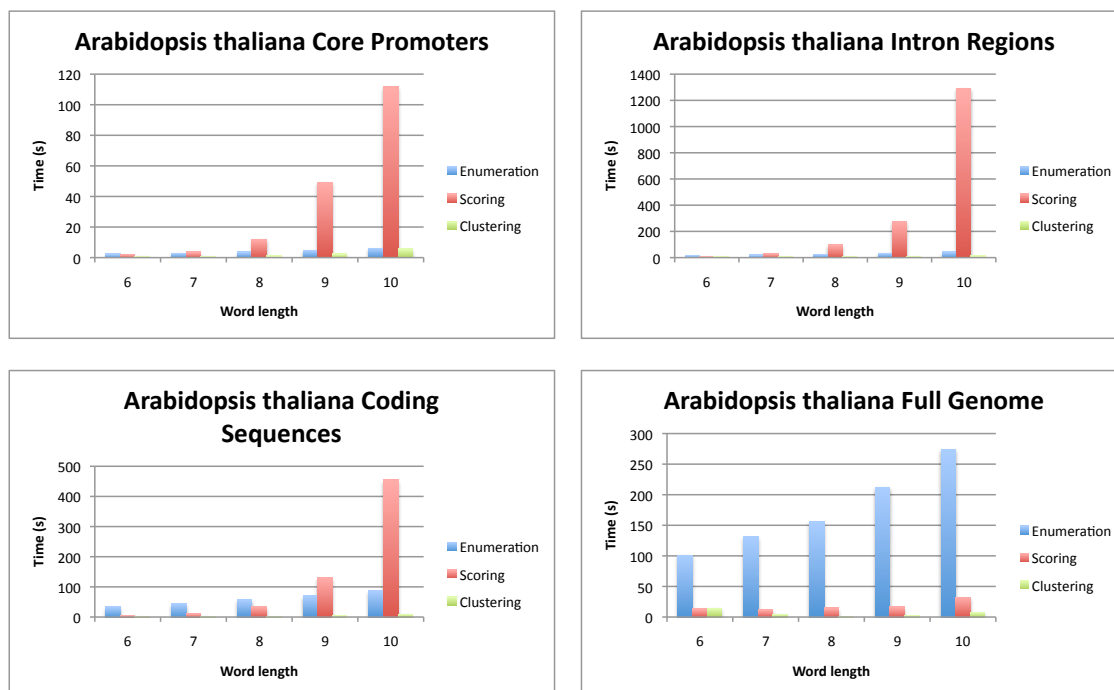 Arabidopsis thaliana Core Promoters
120
100
80
60
40
20
0
Time (s)
6 7 8 9 10
Word length
Enumeration
Scoring
Clustering
Arabidopsis thaliana Intron Regions
1400
1200
1000
800
600
400
200
0
Time (s)
6 7 8 9 10
Word length
Enumeration
Scoring
Clustering
Arabidopsis thaliana Coding
Sequences
500
400
300
200
100
0
Time (s)
6 7 8 9 10
Word length
Enumeration
Scoring
Clustering
Arabidopsis thaliana Full Genome
300
250
200
150
100
50
0
Time (s)
6 7 8 9 10
Word length
Enumeration
Scoring
Clustering